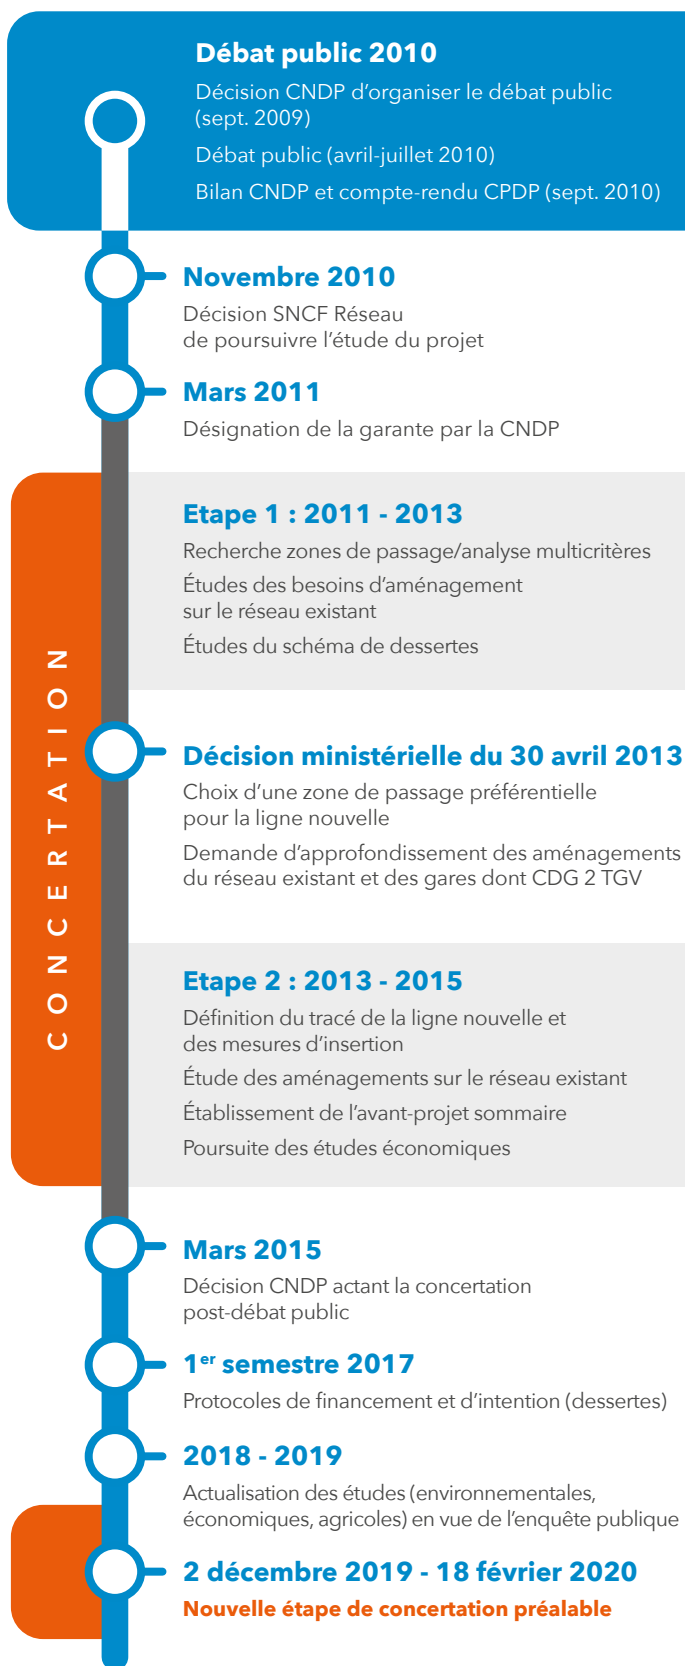 Débat public 2010
Décision CNDP d’organiser le débat public
(sept. 2009)
Débat public (avril-juillet 2010)
Bilan CNDP et compte-rendu CPDP (sept. 2010)
Novembre 2010
Décision SNCF Réseau
de poursuivre l’étude du projet
Mars 2011
Désignation de la garante par la CNDP
CONCERTATION
Etape 1 : 2011 - 2013
Recherche zones de passage/analyse multicritères
Études des besoins d’aménagement
sur le réseau existant
Études du schéma de dessertes
Décision ministérielle du 30 avril 2013
Choix d’une zone de passage préférentielle
pour la ligne nouvelle
Demande d’approfondissement des aménagements
du réseau existant et des gares dont CDG 2 TGV
Etape 2 : 2013 - 2015
Définition du tracé de la ligne nouvelle et
des mesures d’insertion
Étude des aménagements sur le réseau existant
Établissement de l’avant-projet sommaire
Poursuite des études économiques
Mars 2015
Décision CNDP actant la concertation
post-débat public
1er semestre 2017
Protocoles de financement et d’intention (dessertes)
2018 - 2019
Actualisation des études (environnementales,
économiques, agricoles) en vue de l’enquête publique
2 décembre 2019 - 18 février 2020
Nouvelle étape de concertation préalable